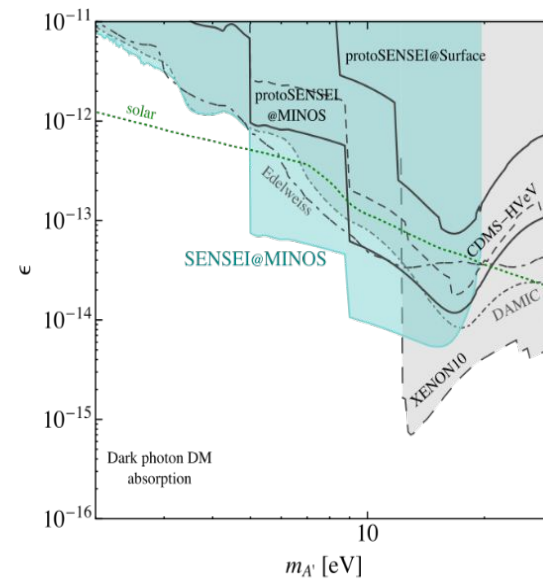 10⁻¹¹
protoSENSEI@Surface
protoSENSEI
@MINOS
10⁻¹²
solar
Edelweiss
10⁻¹³
CDMS-HVeV
ϵ
SENSEI@MINOS
DAMIC
10⁻¹⁴
XENON10
10⁻¹⁵
Dark photon DM
absorption
10⁻¹⁶
10
m_A' [eV]